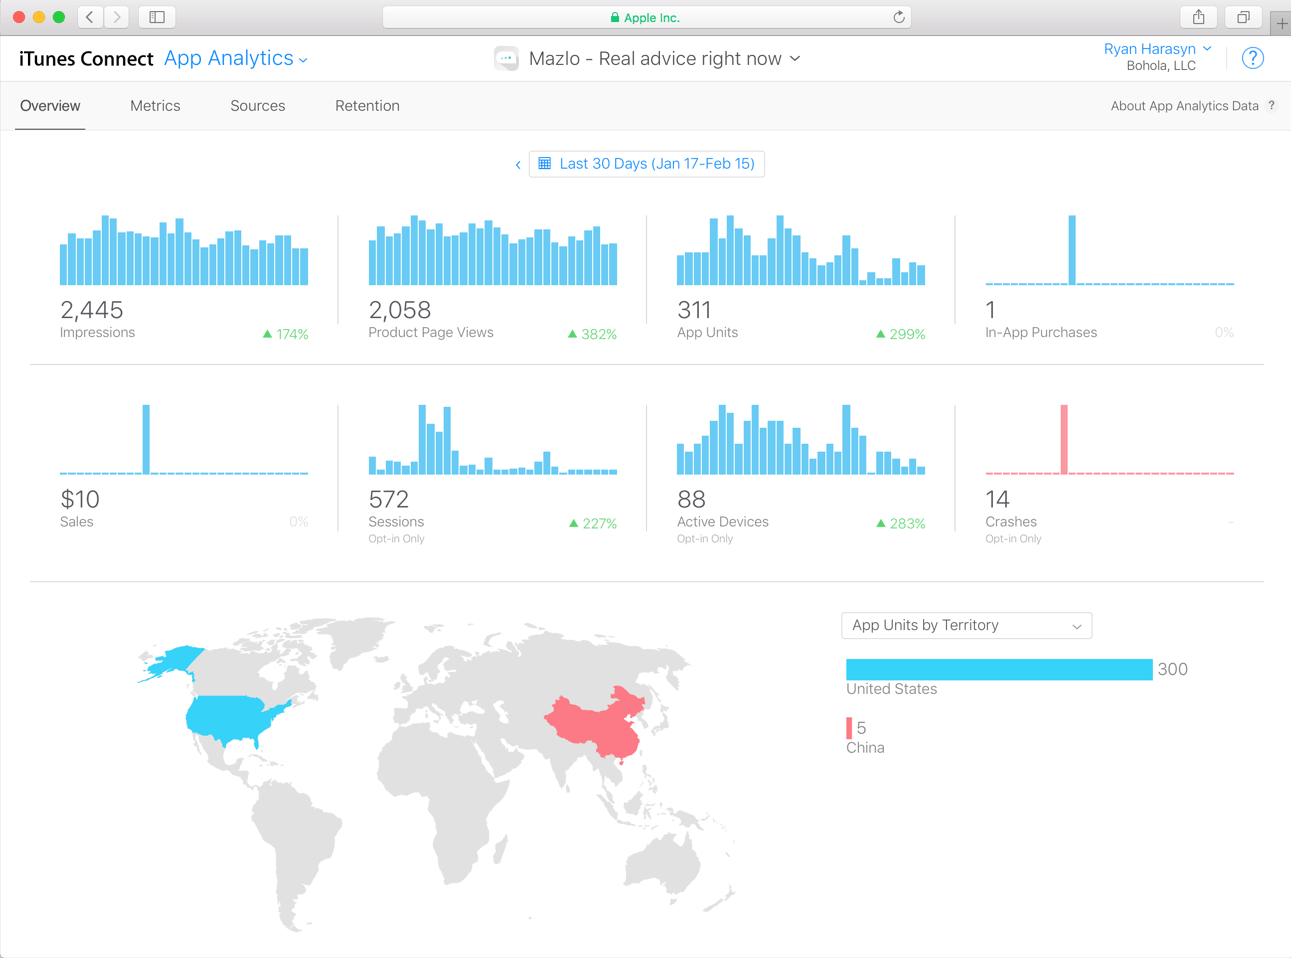 Apple Inc.
iTunes Connect App Analytics
Mazlo - Real advice right now
Ryan Harasyn
Bohola, LLC
?
Overview Metrics Sources Retention
About App Analytics Data ?
Last 30 Days (Jan 17-Feb 15)
2,445
Impressions
174%
2,058
Product Page Views
382%
311
App Units
299%
1
In-App Purchases
0%
$10
Sales
0%
572
Sessions
227%
Opt-in Only
88
Active Devices
283%
Opt-in Only
14
Crashes
-
Opt-in Only
App Units by Territory
300
United States
5
China